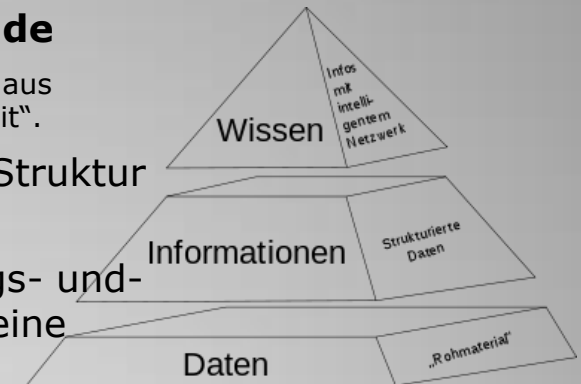 de
aus
it“.
Struktur
gs- und-
eine
Wissen
Infos
mit
intelli-
gentem
Netzwerk
Informationen
Strukturierte
Daten
Daten
„Rohmaterial“